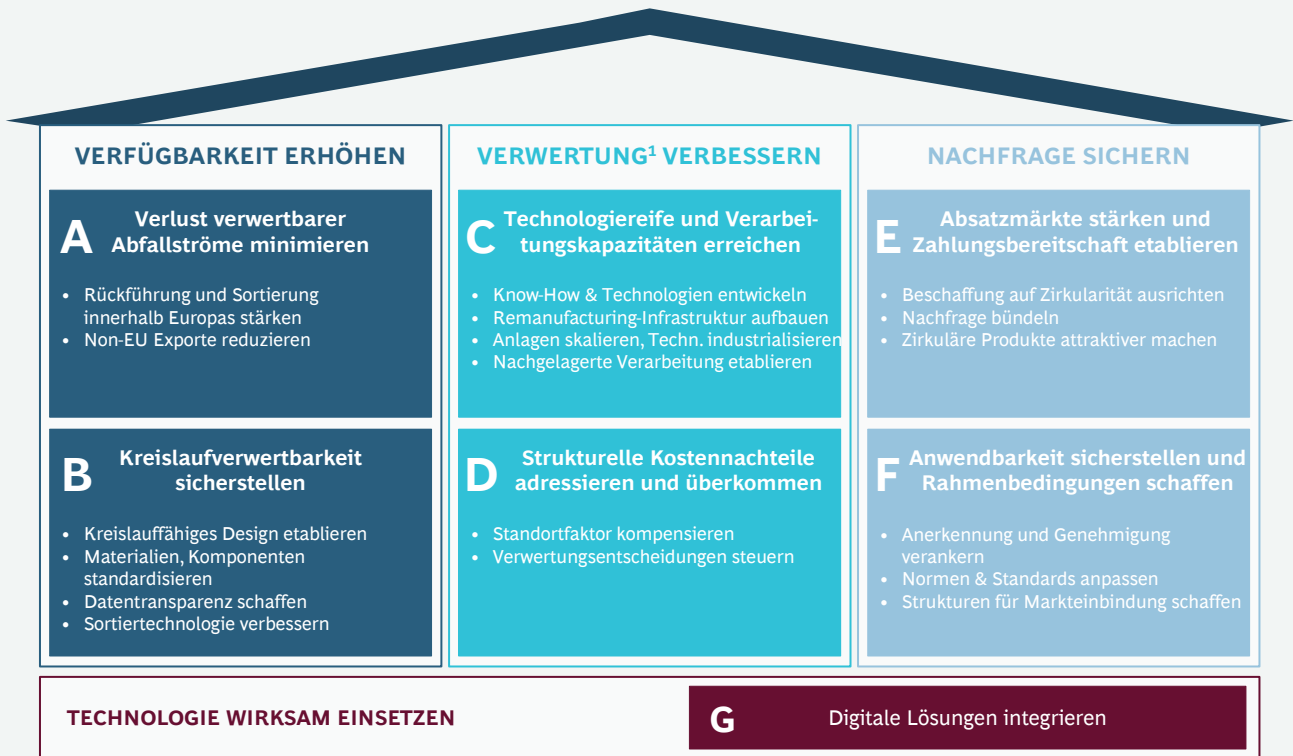 VERFÜGBARKEIT ERHÖHEN
A
Verlust verwertbarer
Abfallströme minimieren
• Rückführung und Sortierung
innerhalb Europas stärken
• Non-EU Exporte reduzieren
B
Kreislaufverwertbarkeit
sicherstellen
• Kreislauffähiges Design etablieren
• Materialien, Komponenten
standardisieren
• Datentransparenz schaffen
• Sortiertechnologie verbessern
VERWERTUNG¹ VERBESSERN
C
Technologiereife und Verarbei-
tungskapazitäten erreichen
• Know-How & Technologien entwickeln
• Remanufacturing-Infrastruktur aufbauen
• Anlagen skalieren, Techn. industrialisieren
• Nachgelagerte Verarbeitung etablieren
D
Strukturelle Kostennachteile
adressieren und überkommen
• Standortfaktor kompensieren
• Verwertungsentscheidungen steuern
NACHFRAGE SICHERN
E
Absatzmärkte stärken und
Zahlungsbereitschaft etablieren
• Beschaffung auf Zirkularität ausrichten
• Nachfrage bündeln
• Zirkuläre Produkte attraktiver machen
F
Anwendbarkeit sicherstellen und
Rahmenbedingungen schaffen
• Anerkennung und Genehmigung
verankern
• Normen & Standards anpassen
• Strukturen für Markteinbindung schaffen
TECHNOLOGIE WIRKSAM EINSETZEN
G
Digitale Lösungen integrieren